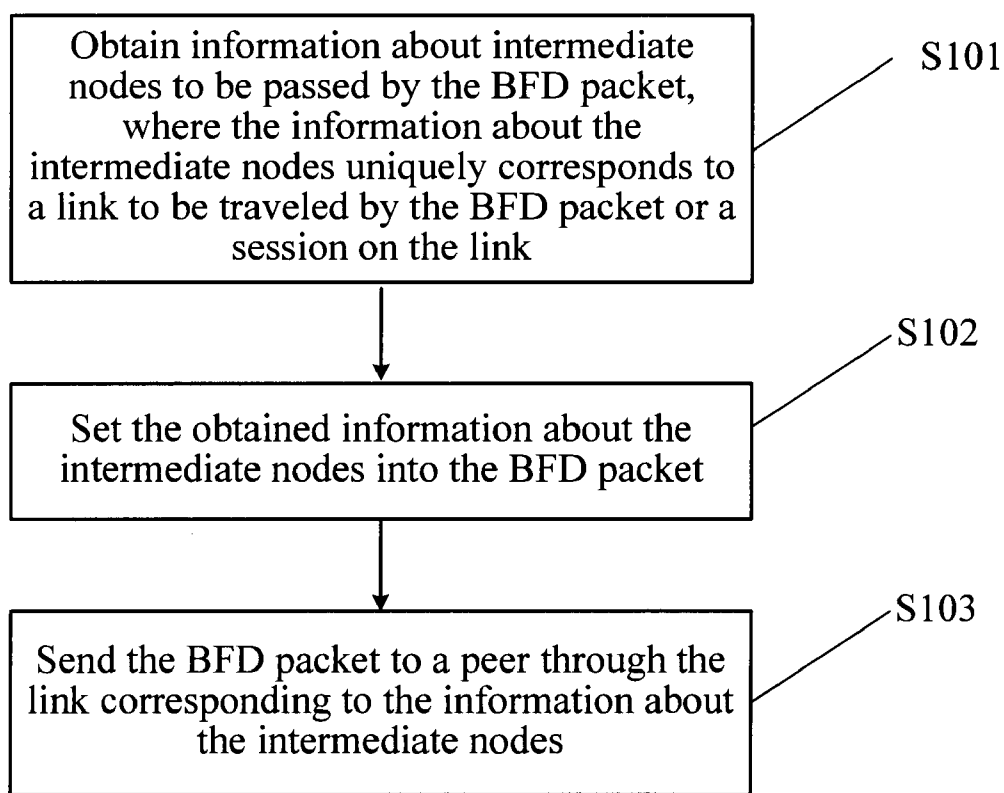 Obtain information about intermediate
nodes to be passed by the BFD packet,
where the information about the
intermediate nodes uniquely corresponds to
a link to be traveled by the BFD packet or a
session on the link
S101
Set the obtained information about the
intermediate nodes into the BFD packet
S102
Send the BFD packet to a peer through the
link corresponding to the information about
the intermediate nodes
S103